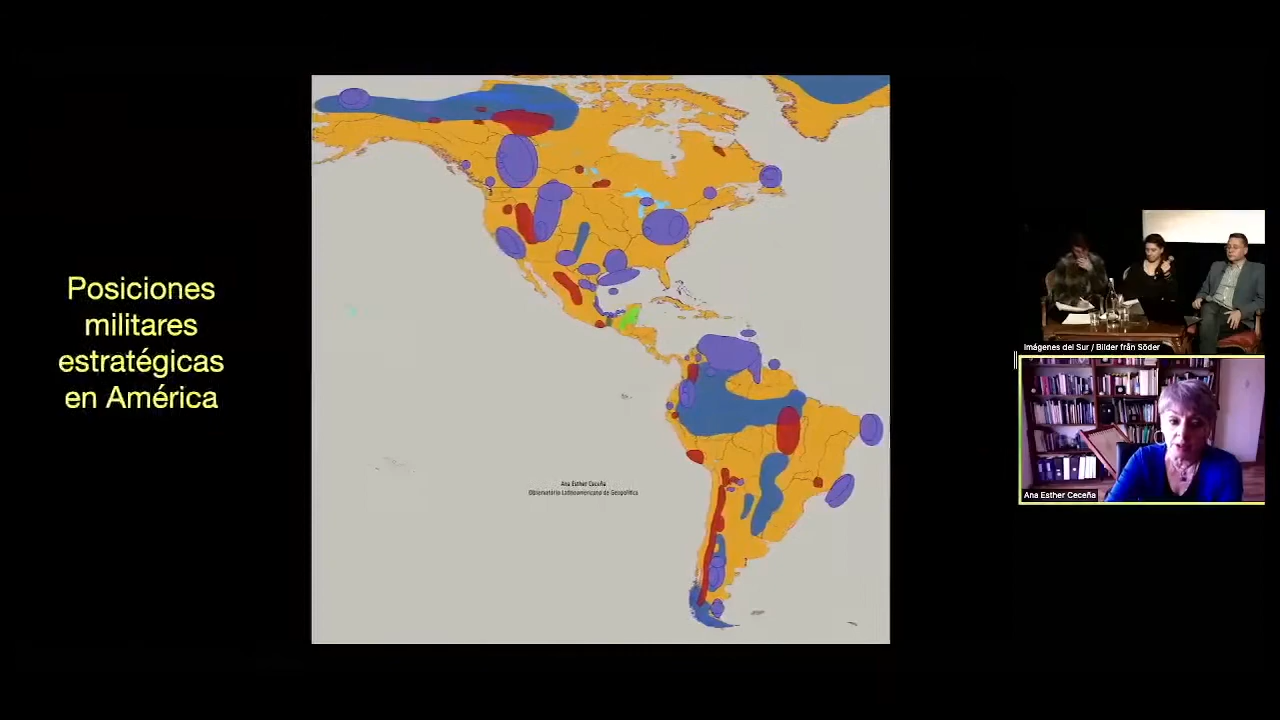 Posiciones
militares
estratégicas
en América
Ana Esther Ceceña
Observatorio Latinoamericano de Geopolítica
Imágenes del Sur / Bilder från Söder
Ana Esther Ceceña